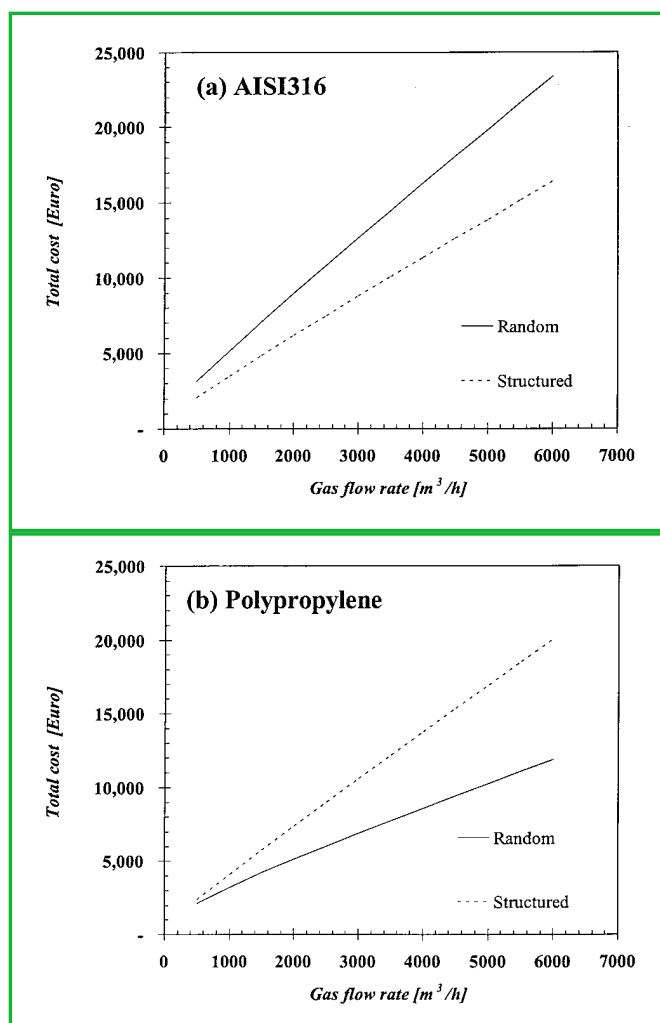 25,000
(a) AISI316
20,000
15,000
Total cost [Euro]
10,000
Random
5,000
Structured
-
0 1000 2000 3000 4000 5000 6000 7000
Gas flow rate [m³/h]
25,000
(b) Polypropylene
20,000
15,000
Total cost [Euro]
10,000
Random
5,000
Structured
-
0 1000 2000 3000 4000 5000 6000 7000
Gas flow rate [m³/h]